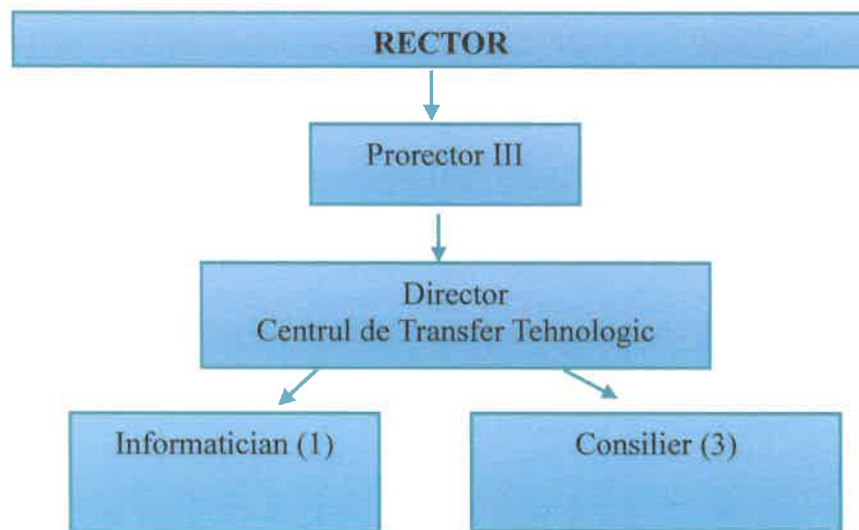 RECTOR
Prorector III
Director
Centrul de Transfer Tehnologic
Informatician (1)
Consilier (3)